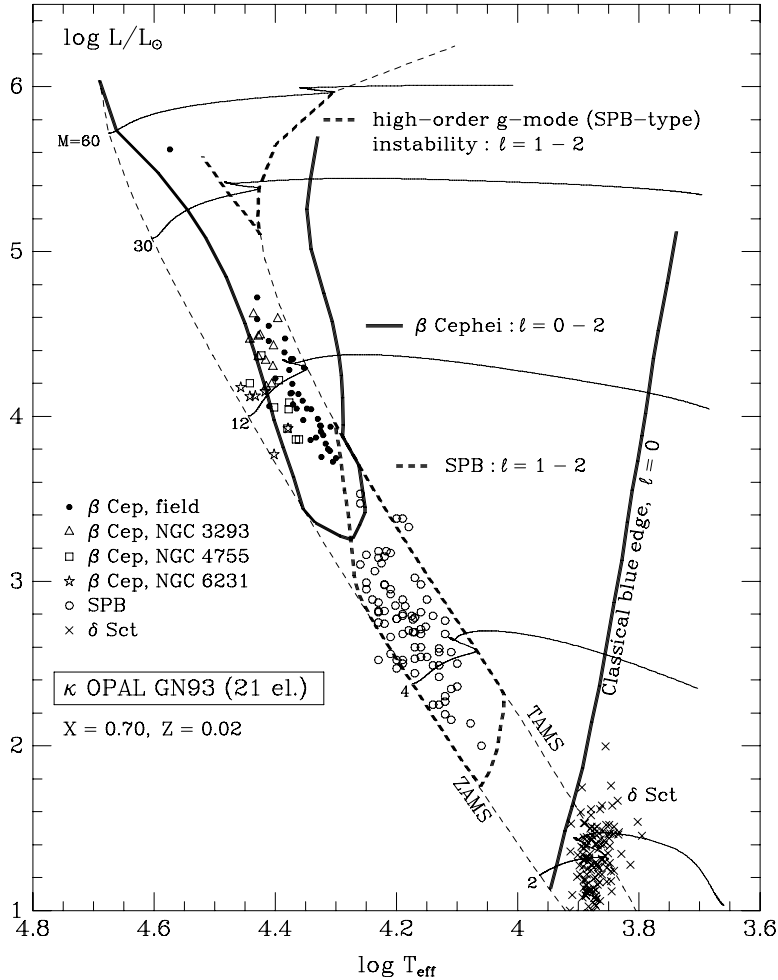 log L/L☉
6
5
4
3
2
1
M=60
30
12
4
2
high-order g-mode (SPB-type)
instability : ℓ = 1 - 2
β Cephei : ℓ = 0 - 2
SPB : ℓ = 1 - 2
Classical blue edge, ℓ=0
β Cep, field
β Cep, NGC 3293
β Cep, NGC 4755
β Cep, NGC 6231
SPB
δ Sct
κ OPAL GN93 (21 el.)
X = 0.70, Z = 0.02
TAMS
ZAMS
δ Sct
4.8 4.6 4.4 4.2 4 3.8 3.6
log T_eff